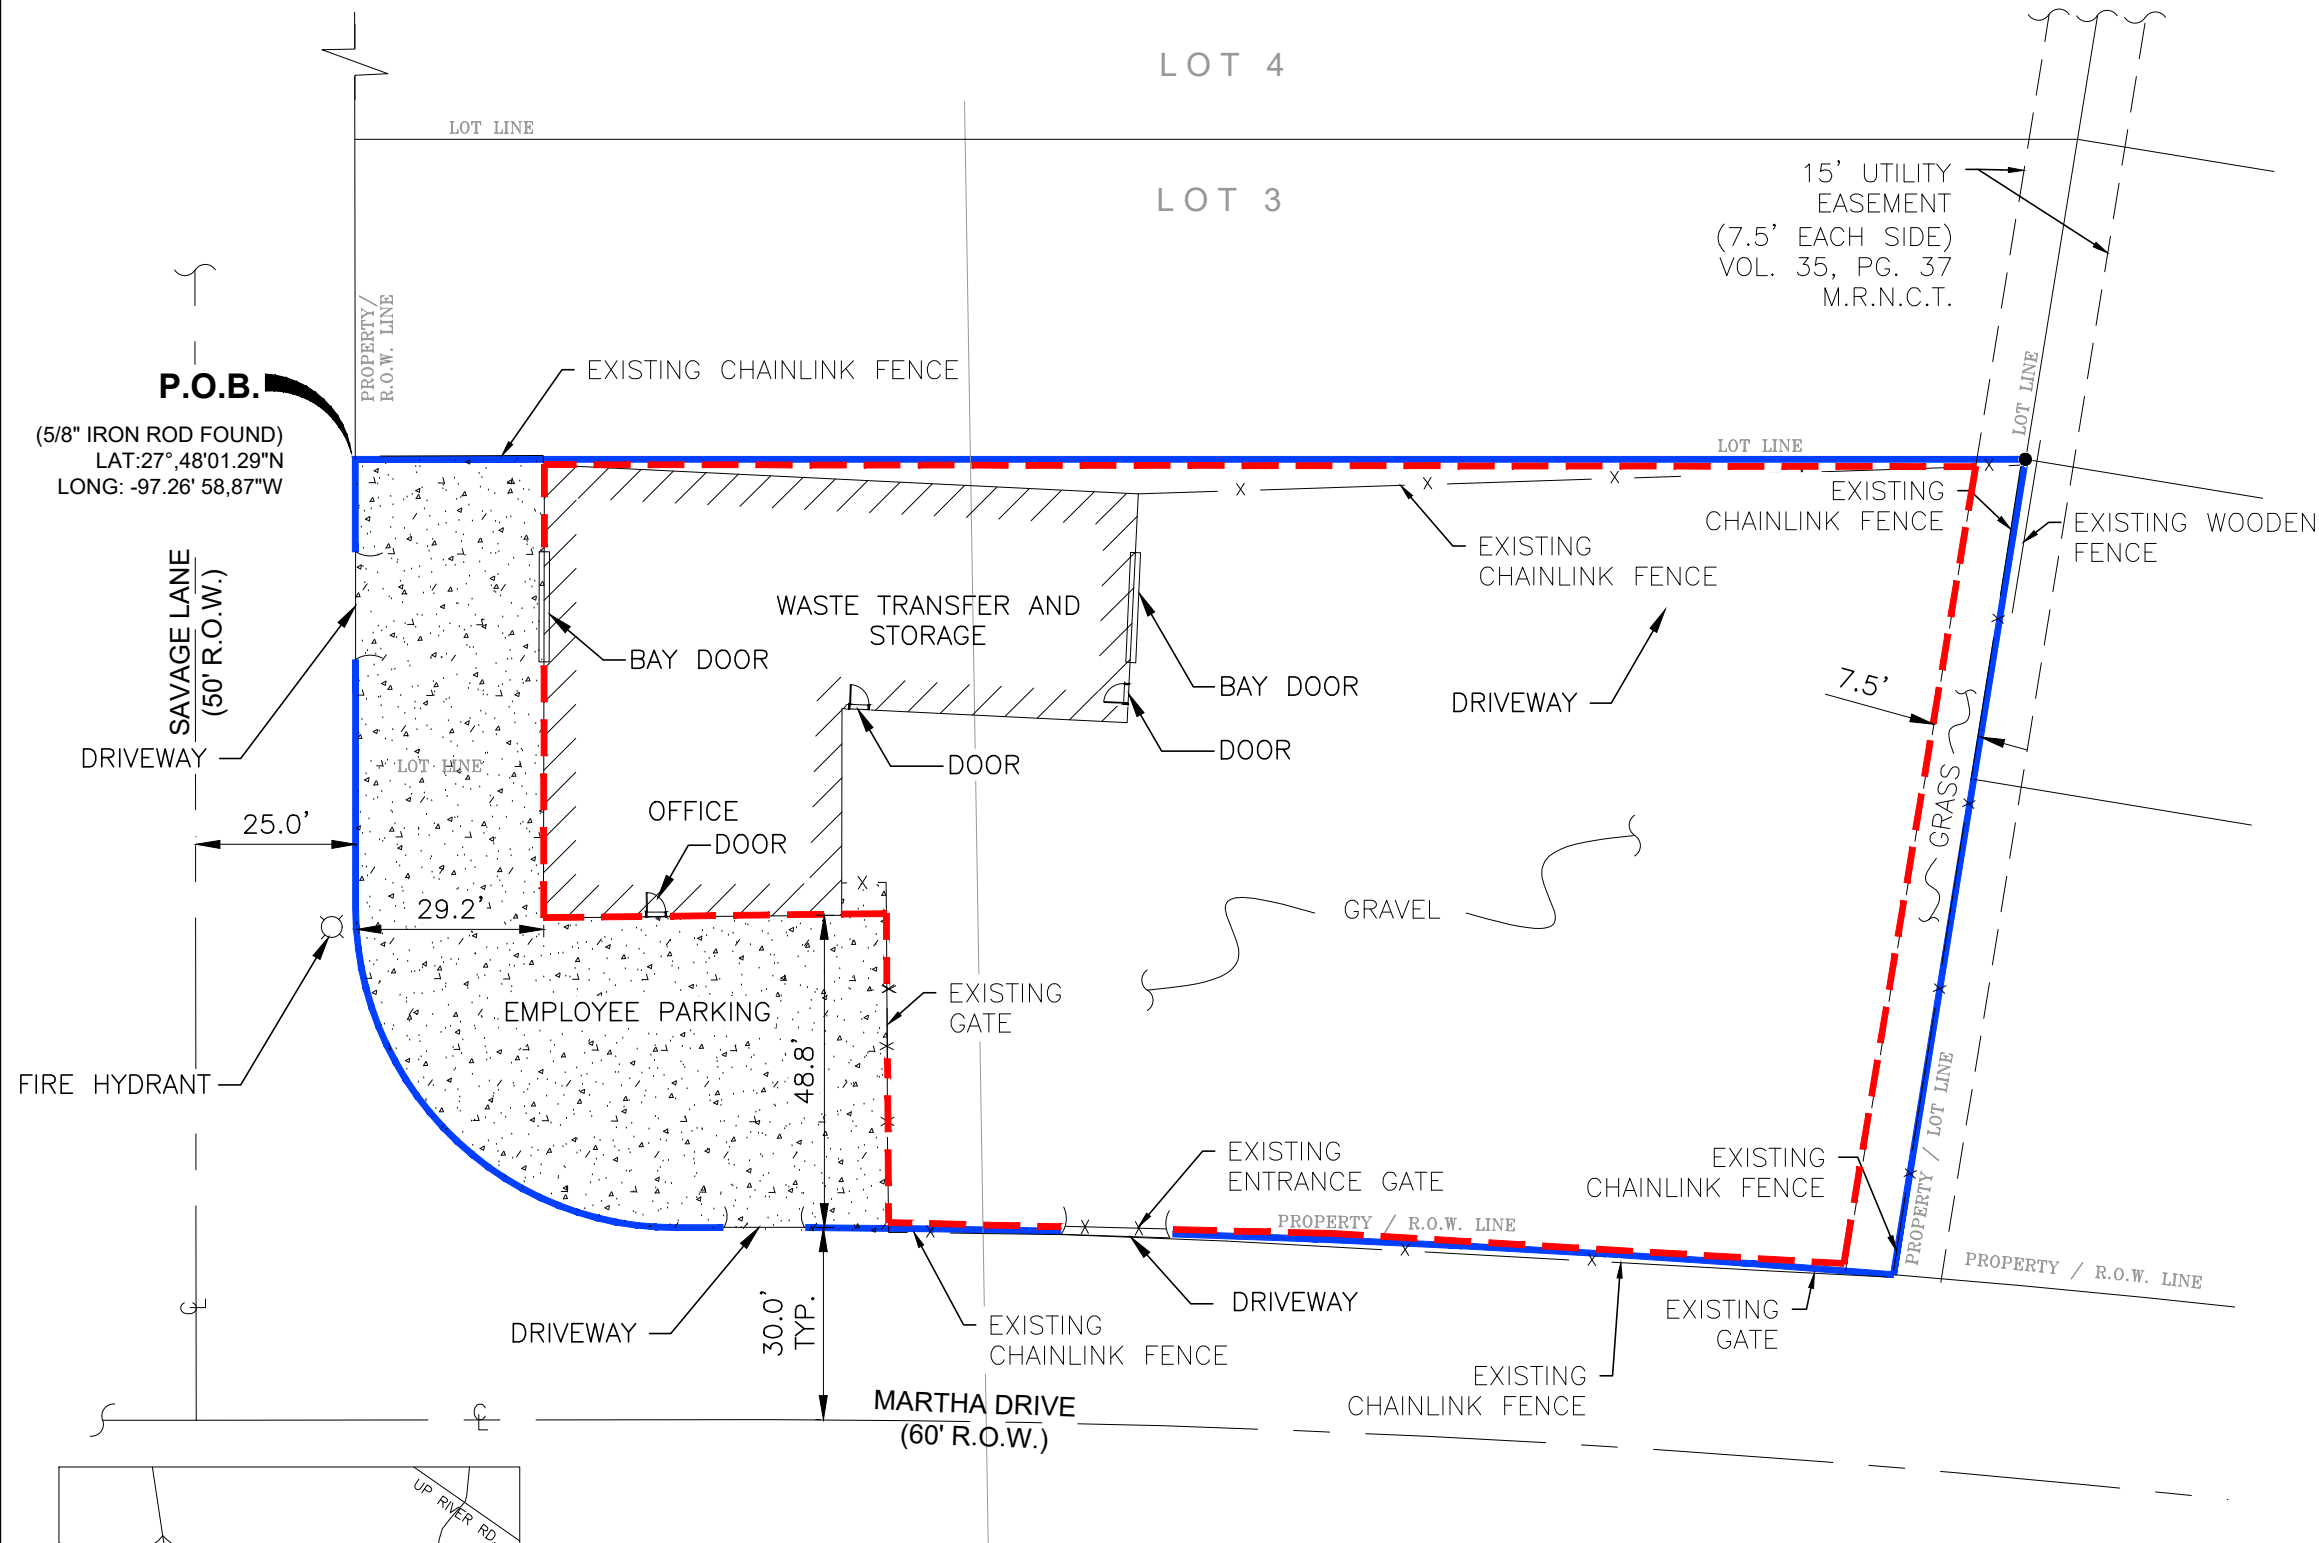 LOT 4
LOT LINE
LOT 3
15' UTILITY
EASEMENT
(7.5' EACH SIDE)
VOL. 35, PG. 37
M.R.N.C.T.
PROPERTY/
R.O.W. LINE
P.O.B.
(5/8" IRON ROD FOUND)
LAT:27°,48'01.29"N
LONG: -97.26' 58,87"W
EXISTING CHAINLINK FENCE
LOT LINE
LOT LINE
EXISTING
CHAINLINK FENCE
EXISTING WOODEN
FENCE
EXISTING
CHAINLINK FENCE
SAVAGE LANE
(50' R.O.W.)
WASTE TRANSFER AND
STORAGE
BAY DOOR
BAY DOOR
DRIVEWAY
7.5'
DRIVEWAY
LOT LINE
DOOR
DOOR
OFFICE
DOOR
25.0'
GRASS
29.2'
GRAVEL
EMPLOYEE PARKING
EXISTING
GATE
48.8'
FIRE HYDRANT
EXISTING
ENTRANCE GATE
EXISTING
CHAINLINK FENCE
PROPERTY / LOT LINE
PROPERTY / R.O.W. LINE
PROPERTY / R.O.W. LINE
DRIVEWAY
30.0'
TYP.
EXISTING
CHAINLINK FENCE
DRIVEWAY
EXISTING
GATE
EXISTING
CHAINLINK FENCE
MARTHA DRIVE
(60' R.O.W.)
CL
CL
UP RIVER RD.